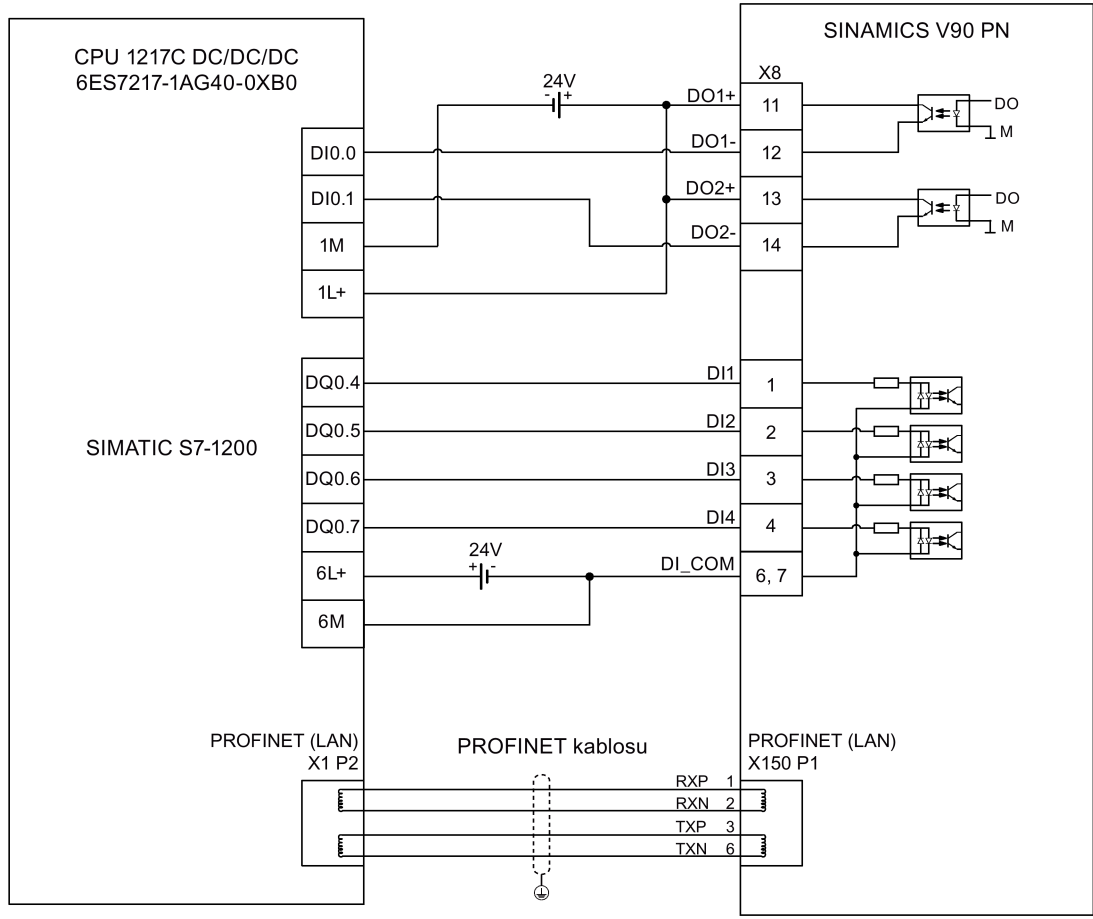 CPU 1217C DC/DC/DC
6ES7217-1AG40-0XB0
SINAMICS V90 PN
X8
24V
- +
DO1+
11
DO
M
DI0.0
DO1-
12
DI0.1
DO2+
13
DO
M
1M
DO2-
14
1L+
DQ0.4
DI1
1
DQ0.5
DI2
2
SIMATIC S7-1200
DQ0.6
DI3
3
DQ0.7
DI4
4
24V
+ -
6L+
DI_COM
6, 7
6M
PROFINET (LAN)
X1 P2
PROFINET kablosu
PROFINET (LAN)
X150 P1
RXP 1
RXN 2
TXP 3
TXN 6